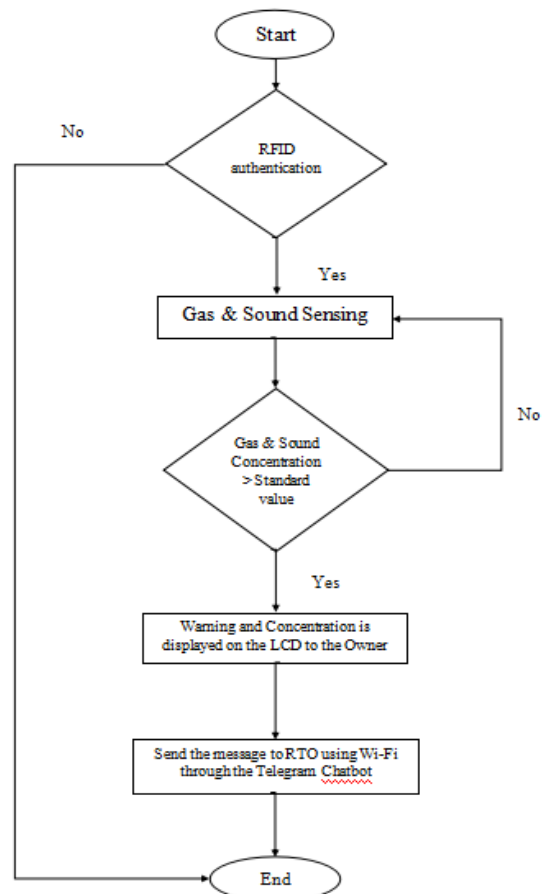 Start
No
RFID
authentication
Yes
Gas & Sound Sensing
No
Gas & Sound
Concentration
> Standard
value
Yes
Warning and Concentration is
displayed on the LCD to the Owner
Send the message to RTO using Wi-Fi
through the Telegram Chatbot
End